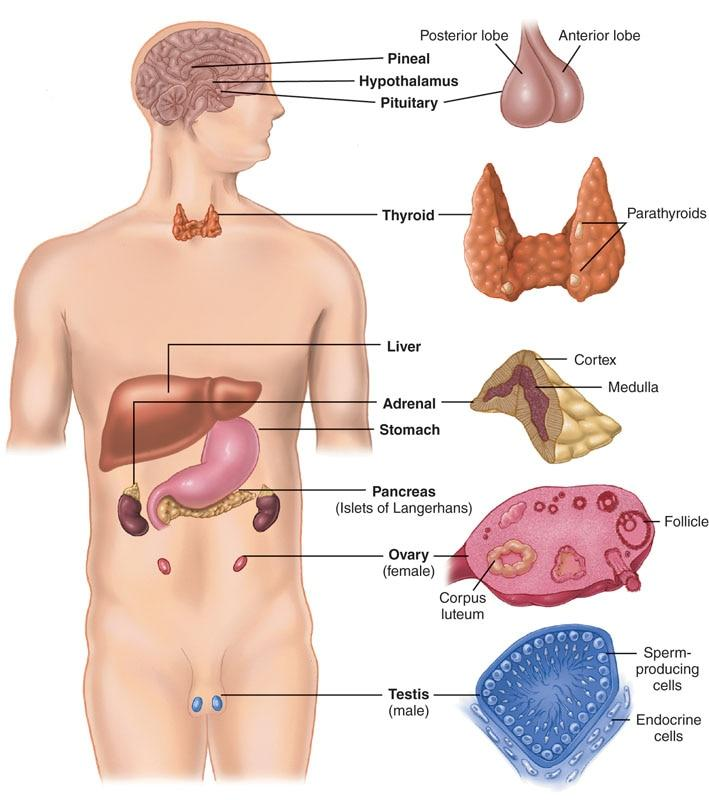 Posterior lobe
Anterior lobe
Pineal
Hypothalamus
Pituitary
Thyroid
Parathyroids
Liver
Cortex
Medulla
Adrenal
Stomach
Pancreas
(Islets of Langerhans)
Follicle
Ovary
(female)
Corpus
luteum
Sperm-
producing
cells
Testis
(male)
Endocrine
cells